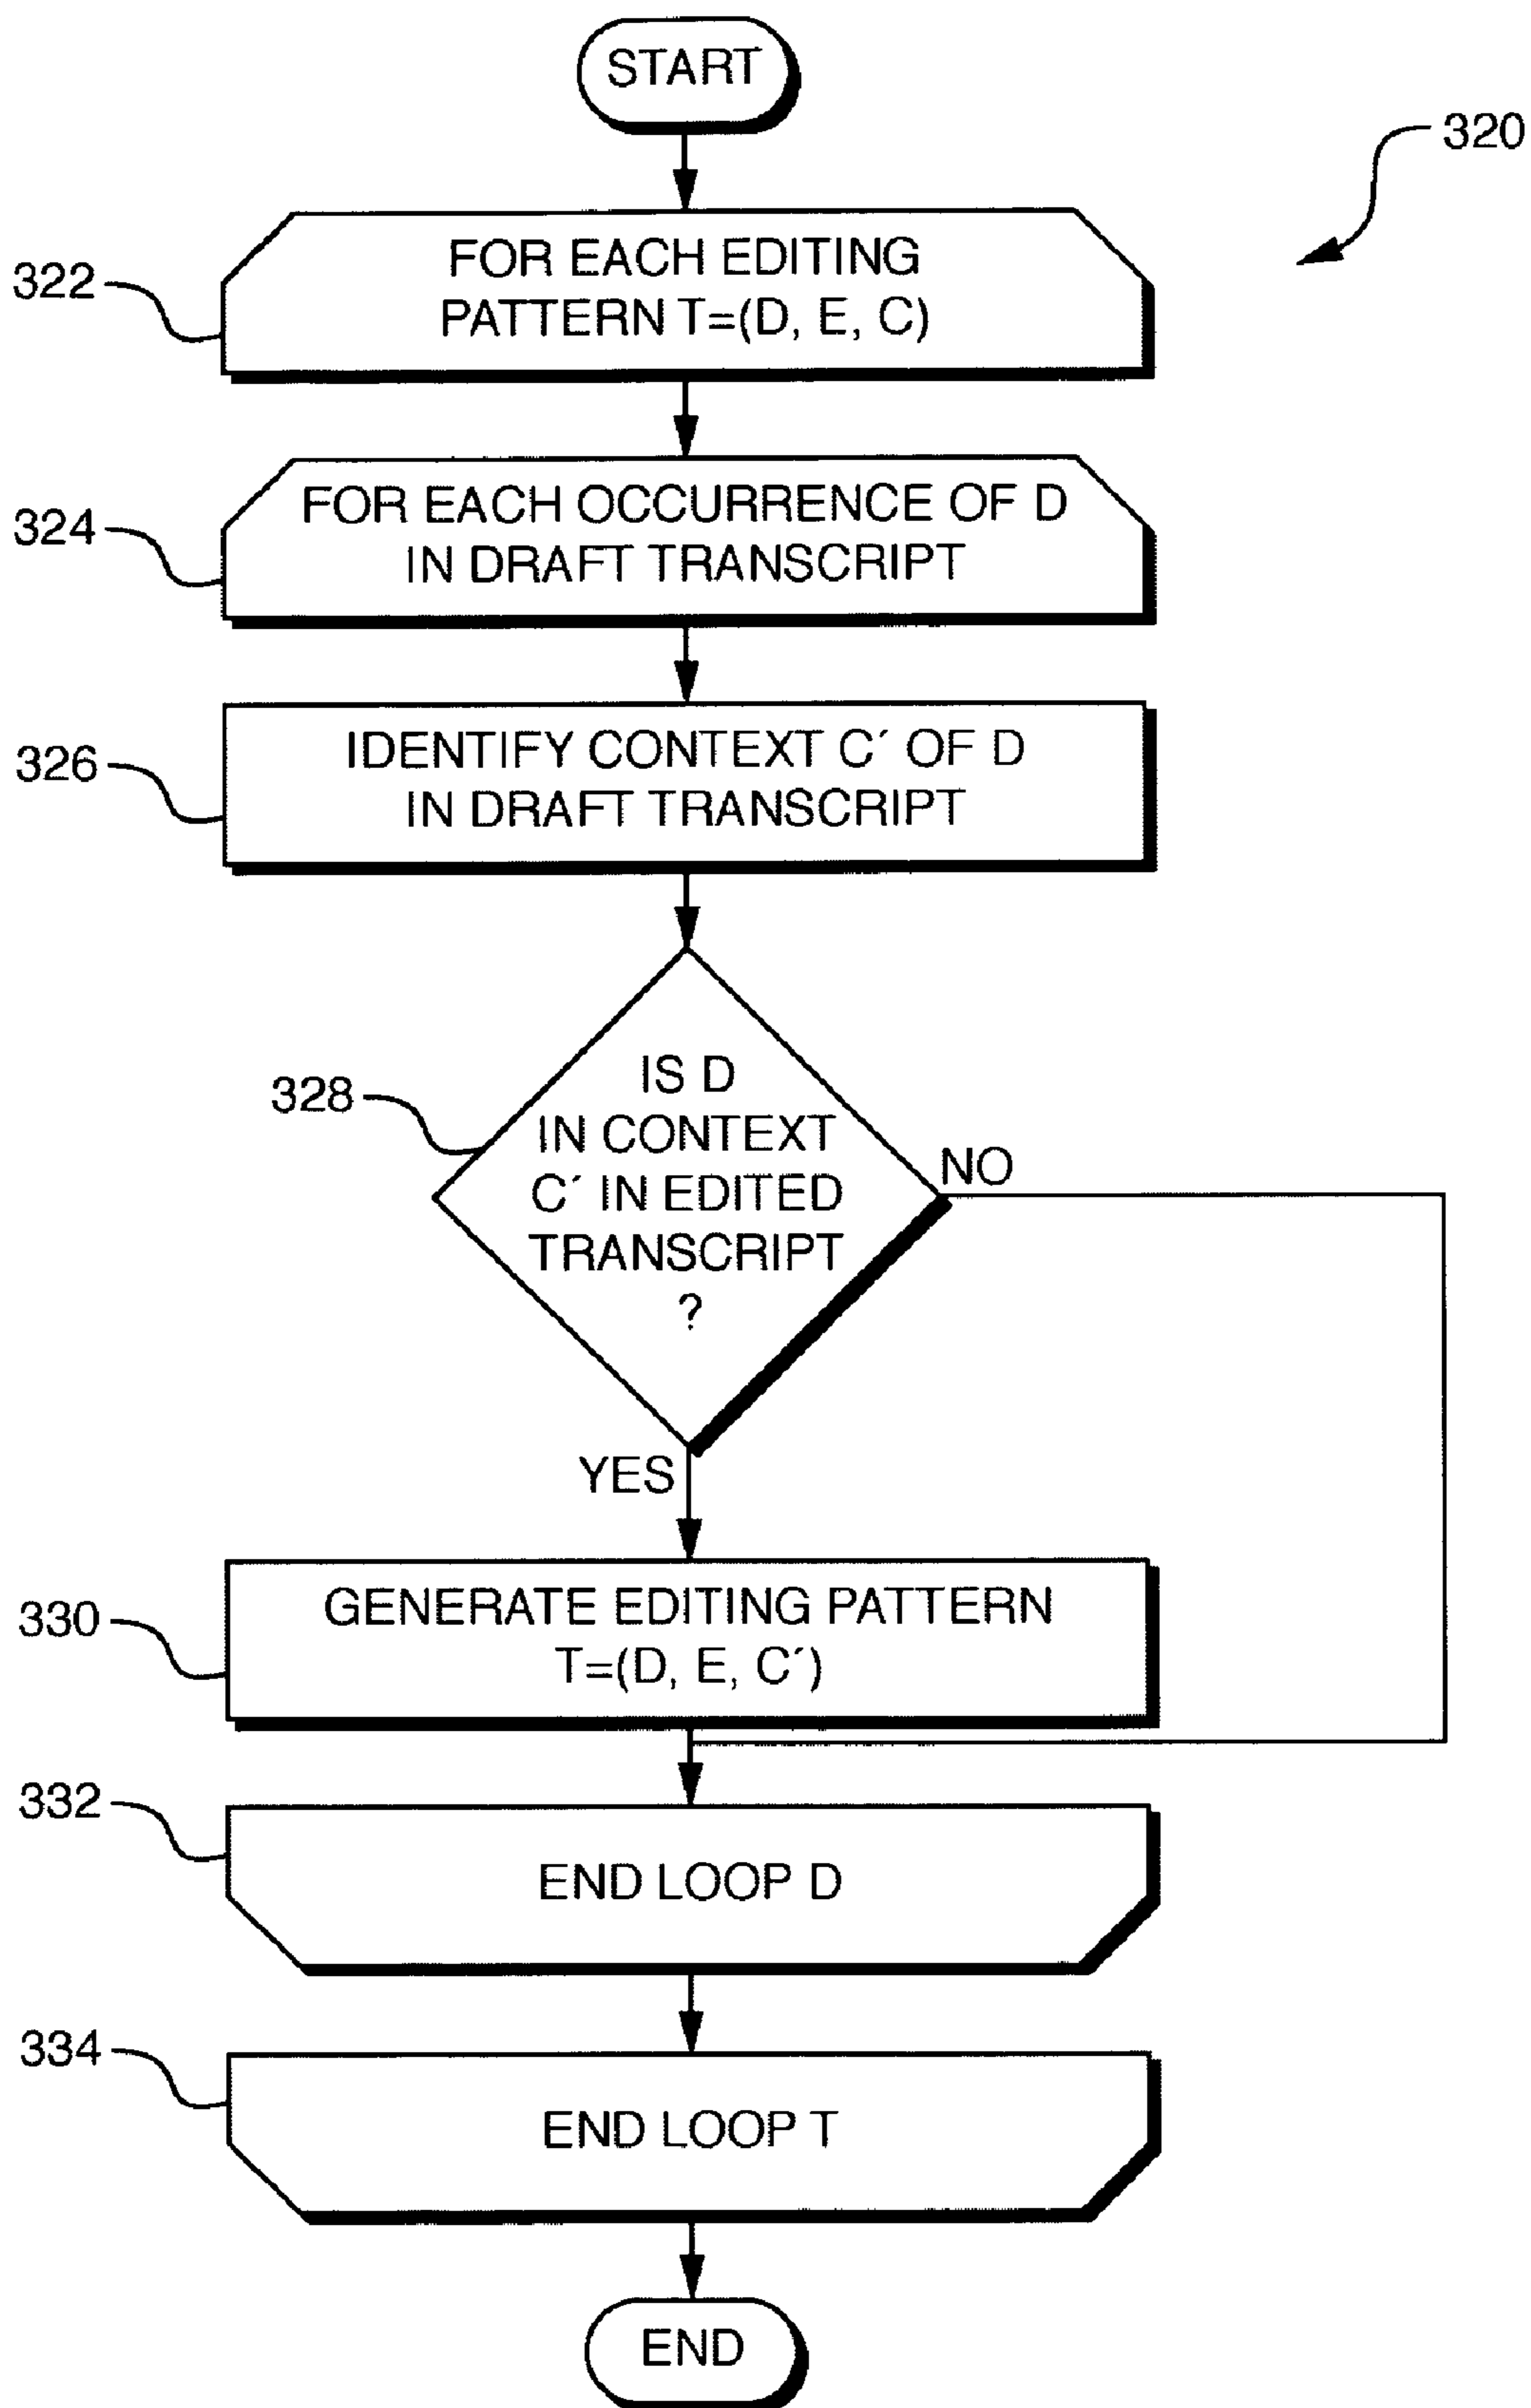 START
320
322
FOR EACH EDITING
PATTERN T=(D, E, C)
324
FOR EACH OCCURRENCE OF D
IN DRAFT TRANSCRIPT
326
IDENTIFY CONTEXT C´ OF D
IN DRAFT TRANSCRIPT
328
IS D
IN CONTEXT
C´ IN EDITED
TRANSCRIPT
?
NO
YES
330
GENERATE EDITING PATTERN
T=(D, E, C´)
332
END LOOP D
334
END LOOP T
END